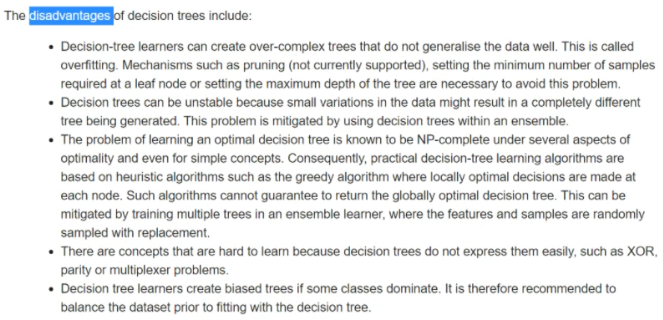 The disadvantages of decision trees include:
• Decision-tree learners can create over-complex trees that do not generalise the data well. This is called
overfitting. Mechanisms such as pruning (not currently supported), setting the minimum number of samples
required at a leaf node or setting the maximum depth of the tree are necessary to avoid this problem.
• Decision trees can be unstable because small variations in the data might result in a completely different
tree being generated. This problem is mitigated by using decision trees within an ensemble.
• The problem of learning an optimal decision tree is known to be NP-complete under several aspects of
optimality and even for simple concepts. Consequently, practical decision-tree learning algorithms are
based on heuristic algorithms such as the greedy algorithm where locally optimal decisions are made at
each node. Such algorithms cannot guarantee to return the globally optimal decision tree. This can be
mitigated by training multiple trees in an ensemble learner, where the features and samples are randomly
sampled with replacement.
• There are concepts that are hard to learn because decision trees do not express them easily, such as XOR,
parity or multiplexer problems.
• Decision tree learners create biased trees if some classes dominate. It is therefore recommended to
balance the dataset prior to fitting with the decision tree.